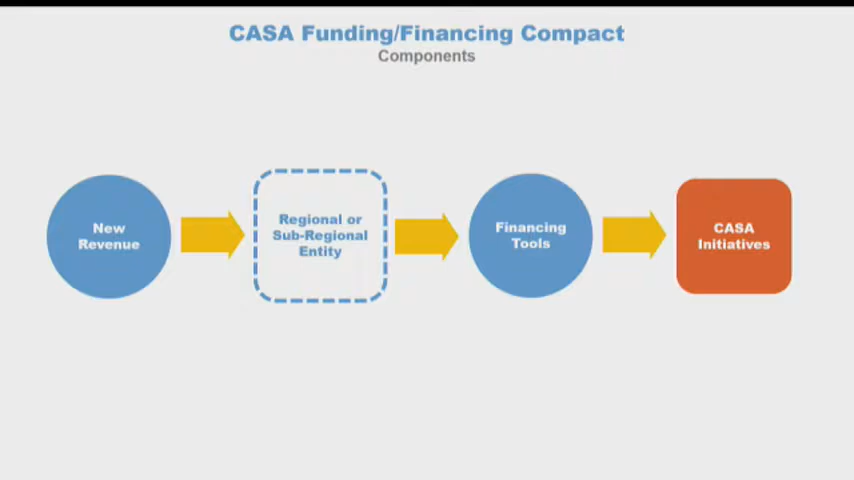 CASA Funding/Financing Compact
Components
New
Revenue
Regional or
Sub-Regional
Entity
Financing
Tools
CASA
Initiatives